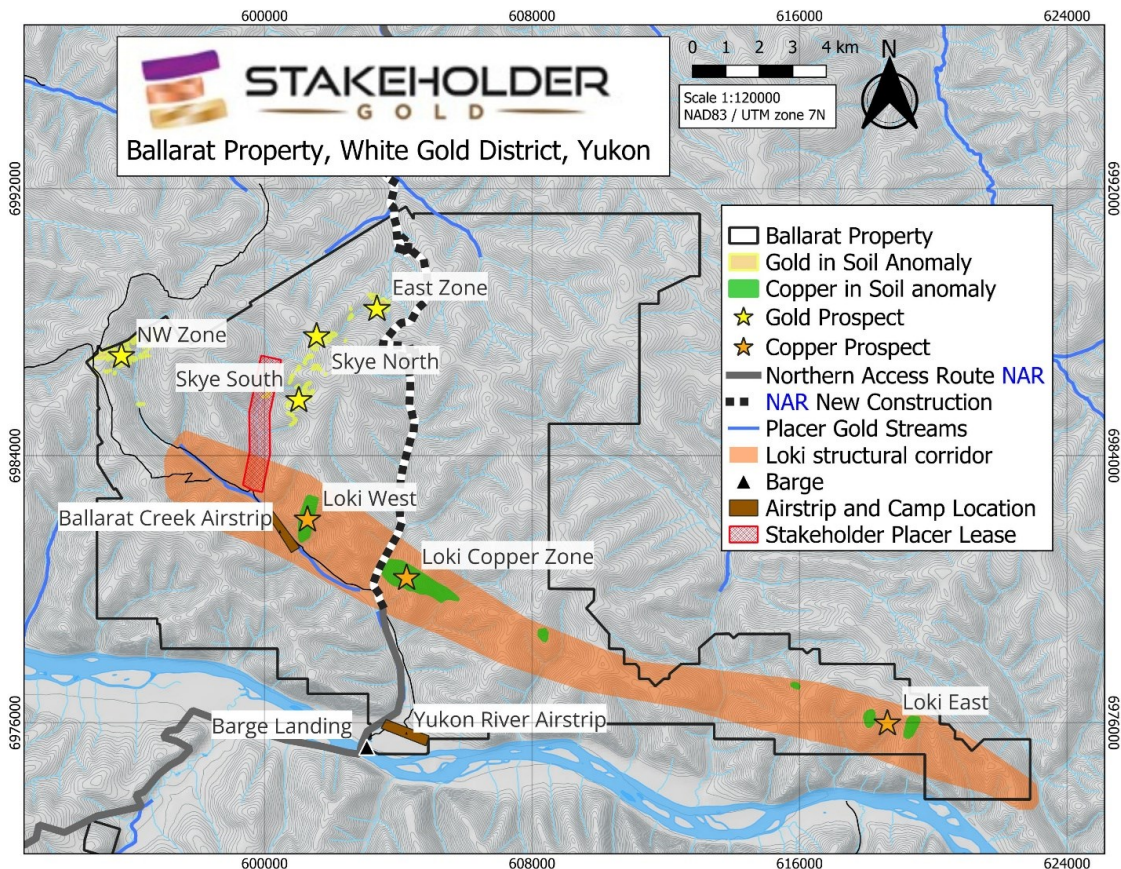 600000
608000
616000
624000
STAKEHOLDER
GOLD
Ballarat Property, White Gold District, Yukon
0 1 2 3 4 km
Scale 1:120000
NAD83 / UTM zone 7N
N
6992000
6992000
Ballarat Property
Gold in Soil Anomaly
Copper in Soil anomaly
Gold Prospect
Copper Prospect
Northern Access Route NAR
NAR New Construction
Placer Gold Streams
Loki structural corridor
Barge
Airstrip and Camp Location
Stakeholder Placer Lease
East Zone
NW Zone
Skye North
Skye South
6984000
6984000
Loki West
Ballarat Creek Airstrip
Loki Copper Zone
Loki East
Barge Landing
Yukon River Airstrip
6976000
6976000
600000
608000
616000
624000